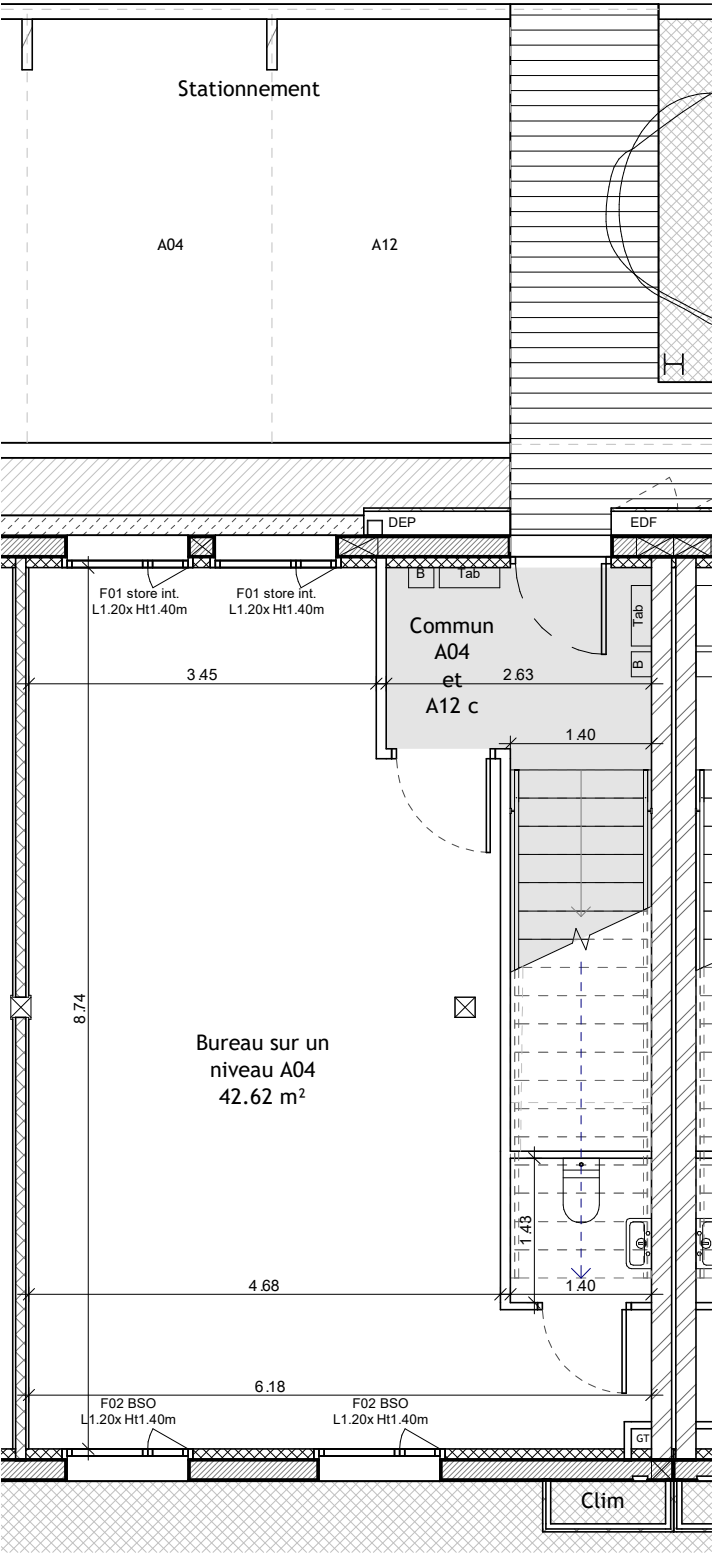 Stationnement
A04
A12
DEP
EDF
B
Tab
F01 store int.
L1.20x Ht1.40m
F01 store int.
L1.20x Ht1.40m
Commun
A04
et
A12 c
Tab
B
3.45
2.63
1.40
8.74
Bureau sur un
niveau A04
42.62 m²
1.43
4.68
1.40
6.18
F02 BSO
L1.20x Ht1.40m
F02 BSO
L1.20x Ht1.40m
GT
Clim